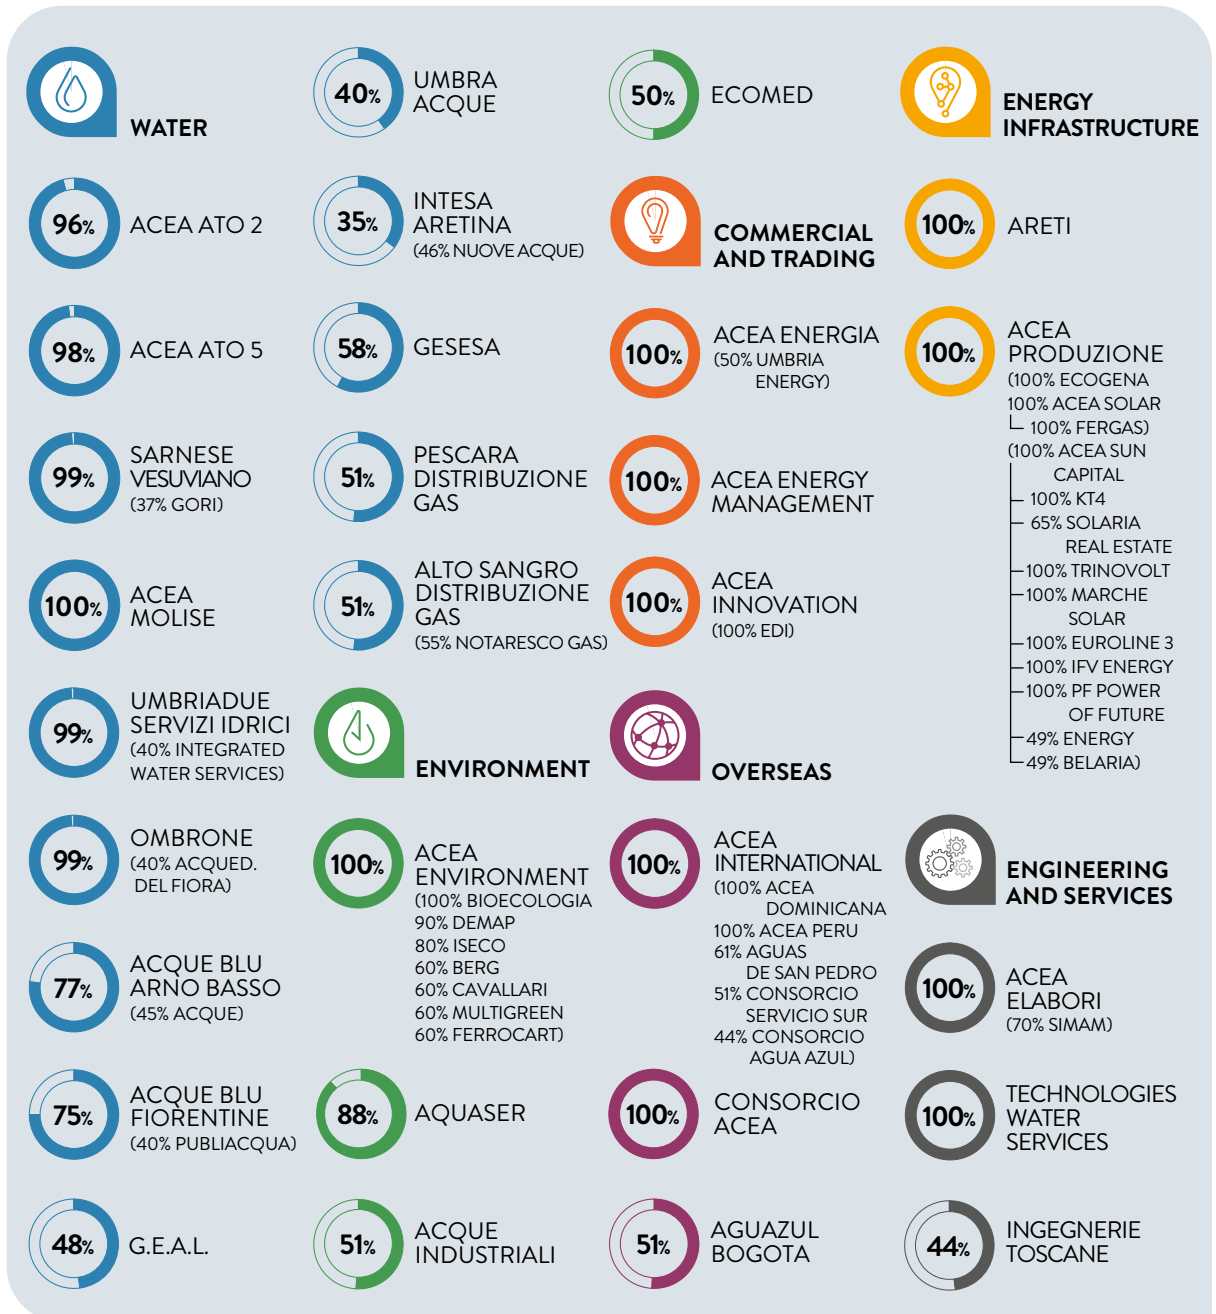 WATER
96%
ACEA ATO 2
98%
ACEA ATO 5
99%
SARNESE
VESUVIANO
(37% GORI)
100%
ACEA
MOLISE
99%
UMBRIADUE
SERVIZI IDRICI
(40% INTEGRATED
WATER SERVICES)
99%
OMBRONE
(40% ACQUED.
DEL FIORA)
77%
ACQUE BLU
ARNO BASSO
(45% ACQUE)
75%
ACQUE BLU
FIORENTINE
(40% PUBLIACQUA)
48%
G.E.A.L.
40%
UMBRA
ACQUE
35%
INTESA
ARETINA
(46% NUOVE ACQUE)
58%
GESESA
51%
PESCARA
DISTRIBUZIONE
GAS
51%
ALTO SANGRO
DISTRIBUZIONE
GAS
(55% NOTARESCO GAS)
ENVIRONMENT
100%
ACEA
ENVIRONMENT
(100% BIOECOLOGIA
90% DEMAP
80% ISECO
60% BERG
60% CAVALLARI
60% MULTIGREEN
60% FERROCART)
88%
AQUASER
51%
ACQUE
INDUSTRIALI
50%
ECOMED
COMMERCIAL
AND TRADING
100%
ACEA ENERGIA
(50% UMBRIA
ENERGY)
100%
ACEA ENERGY
MANAGEMENT
100%
ACEA
INNOVATION
(100% EDI)
OVERSEAS
100%
ACEA
INTERNATIONAL
(100% ACEA
DOMINICANA
100% ACEA PERU
61% AGUAS
DE SAN PEDRO
51% CONSORCIO
SERVICIO SUR
44% CONSORCIO
AGUA AZUL)
100%
CONSORCIO
ACEA
51%
AGUAZUL
BOGOTA
ENERGY
INFRASTRUCTURE
100%
ARETI
100%
ACEA
PRODUZIONE
(100% ECOGENA
100% ACEA SOLAR
100% FERGAS)
(100% ACEA SUN
CAPITAL
100% KT4
65% SOLARIA
REAL ESTATE
100% TRINOVOLT
100% MARCHE
SOLAR
100% EUROLINE 3
100% IFV ENERGY
100% PF POWER
OF FUTURE
49% ENERGY
49% BELARIA)
ENGINEERING
AND SERVICES
100%
ACEA
ELABORI
(70% SIMAM)
100%
TECHNOLOGIES
WATER
SERVICES
44%
INGEGNERIE
TOSCANE